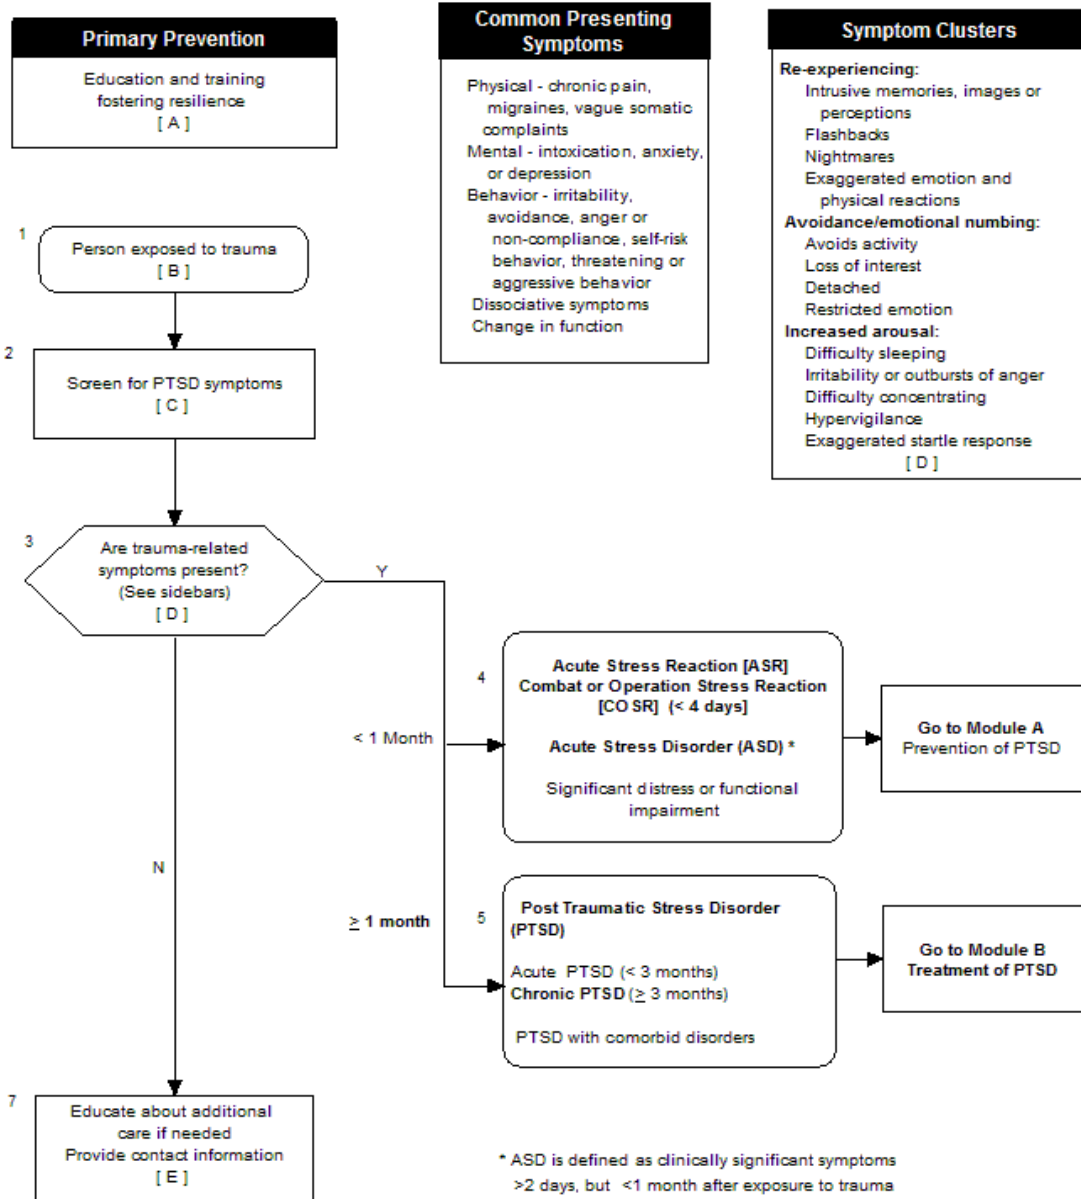 Primary Prevention
Education and training
fostering resilience
[ A ]
Common Presenting
Symptoms
Physical - chronic pain,
migraines, vague somatic
complaints
Mental - intoxication, anxiety,
or depression
Behavior - irritability,
avoidance, anger or
non-compliance, self-risk
behavior, threatening or
aggressive behavior
Dissociative symptoms
Change in function
Symptom Clusters
Re-experiencing:
Intrusive memories, images or
perceptions
Flashbacks
Nightmares
Exaggerated emotion and
physical reactions
Avoidance/emotional numbing:
Avoids activity
Loss of interest
Detached
Restricted emotion
Increased arousal:
Difficulty sleeping
Irritability or outbursts of anger
Difficulty concentrating
Hypervigilance
Exaggerated startle response
[ D ]
1
Person exposed to trauma
[ B ]
2
Screen for PTSD symptoms
[ C ]
3
Are trauma-related
symptoms present?
(See sidebars)
[ D ]
Y
N
< 1 Month
4
Acute Stress Reaction [ASR]
Combat or Operation Stress Reaction
[COSR] (< 4 days]
Acute Stress Disorder (ASD) *
Significant distress or functional
impairment
Go to Module A
Prevention of PTSD
≥ 1 month
5
Post Traumatic Stress Disorder
(PTSD)
Acute PTSD (< 3 months)
Chronic PTSD (≥ 3 months)
PTSD with comorbid disorders
Go to Module B
Treatment of PTSD
7
Educate about additional
care if needed
Provide contact information
[ E ]
* ASD is defined as clinically significant symptoms
>2 days, but <1 month after exposure to trauma